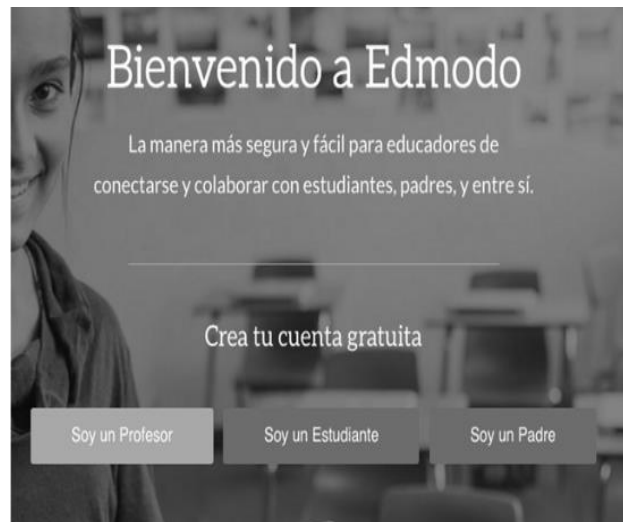 Bienvenido a Edmodo
La manera más segura y fácil para educadores de
conectarse y colaborar con estudiantes, padres, y entre sí.
Crea tu cuenta gratuita
Soy un Profesor
Soy un Estudiante
Soy un Padre